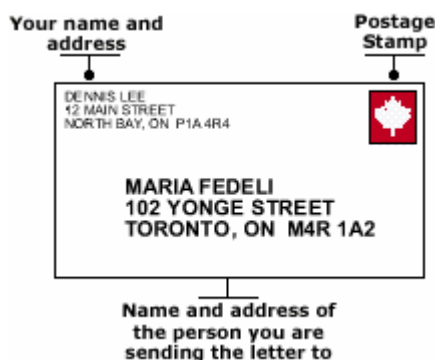 Your name and
address
Postage
Stamp
DENNIS LEE
12 MAIN STREET
NORTH BAY, ON P1A 4R4
MARIA FEDELI
102 YONGE STREET
TORONTO, ON M4R 1A2
Name and address of
the person you are
sending the letter to